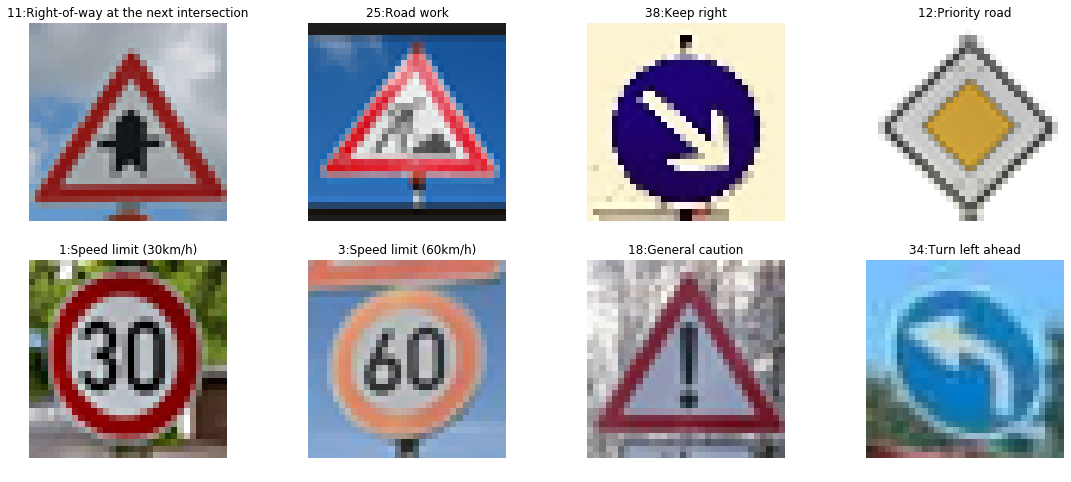 11:Right-of-way at the next intersection
25:Road work
38:Keep right
12:Priority road
1:Speed limit (30km/h)
3:Speed limit (60km/h)
18:General caution
34:Turn left ahead
30
60
!